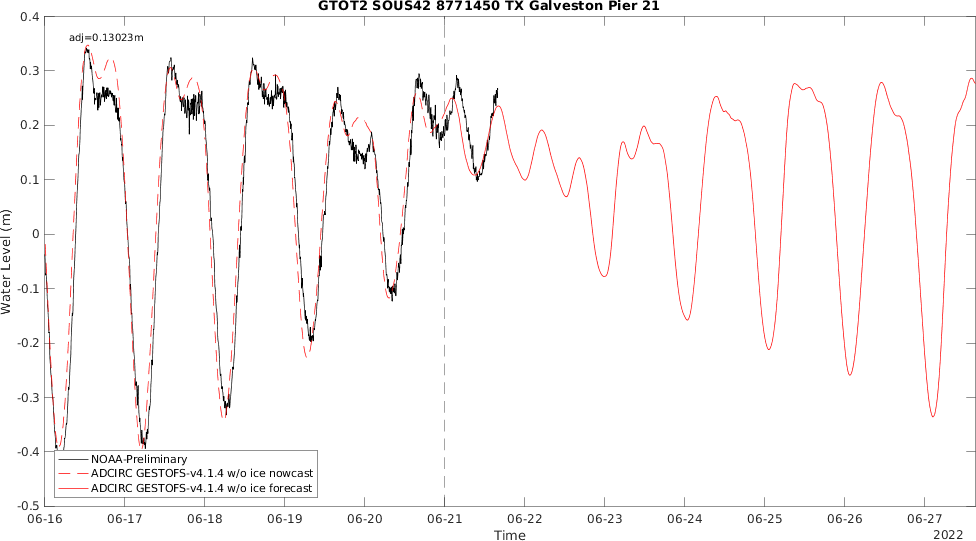 GTOT2 SOUS42 8771450 TX Galveston Pier 21
adj=0.13023m
0.4
0.3
0.2
0.1
0
-0.1
-0.2
-0.3
-0.4
-0.5
Water Level (m)
NOAA-Preliminary
ADCIRC GESTOFS-v4.1.4 w/o ice nowcast
ADCIRC GESTOFS-v4.1.4 w/o ice forecast
06-16 06-17 06-18 06-19 06-20 06-21 06-22 06-23 06-24 06-25 06-26 06-27
Time
2022